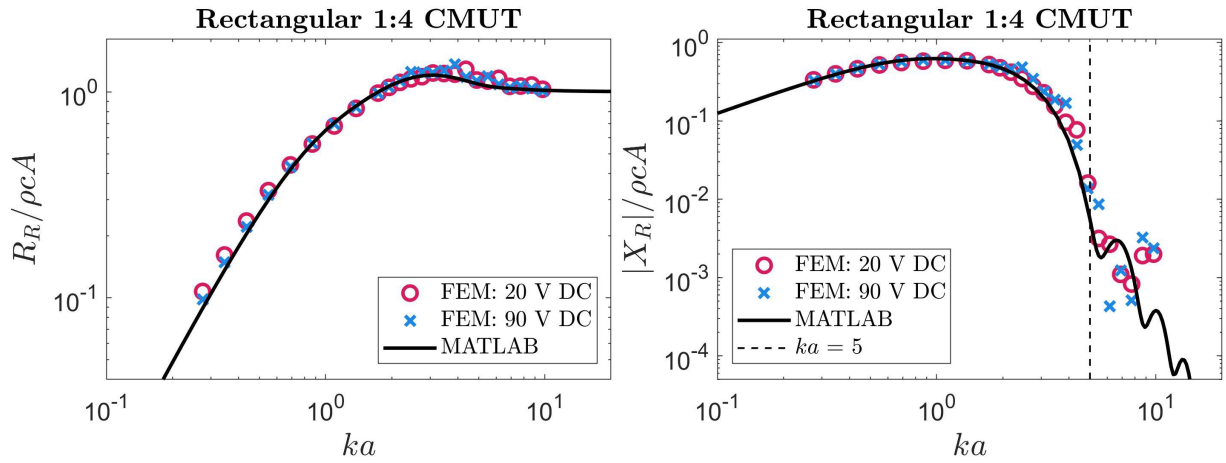 Rectangular 1:4 CMUT
R_R/ρcA
10^0
10^{-1}
FEM: 20 V DC
FEM: 90 V DC
MATLAB
10^{-1}
10^0
10^1
ka
Rectangular 1:4 CMUT
|X_R|/ρcA
10^0
10^{-1}
10^{-2}
10^{-3}
10^{-4}
FEM: 20 V DC
FEM: 90 V DC
MATLAB
ka = 5
10^{-1}
10^0
10^1
ka